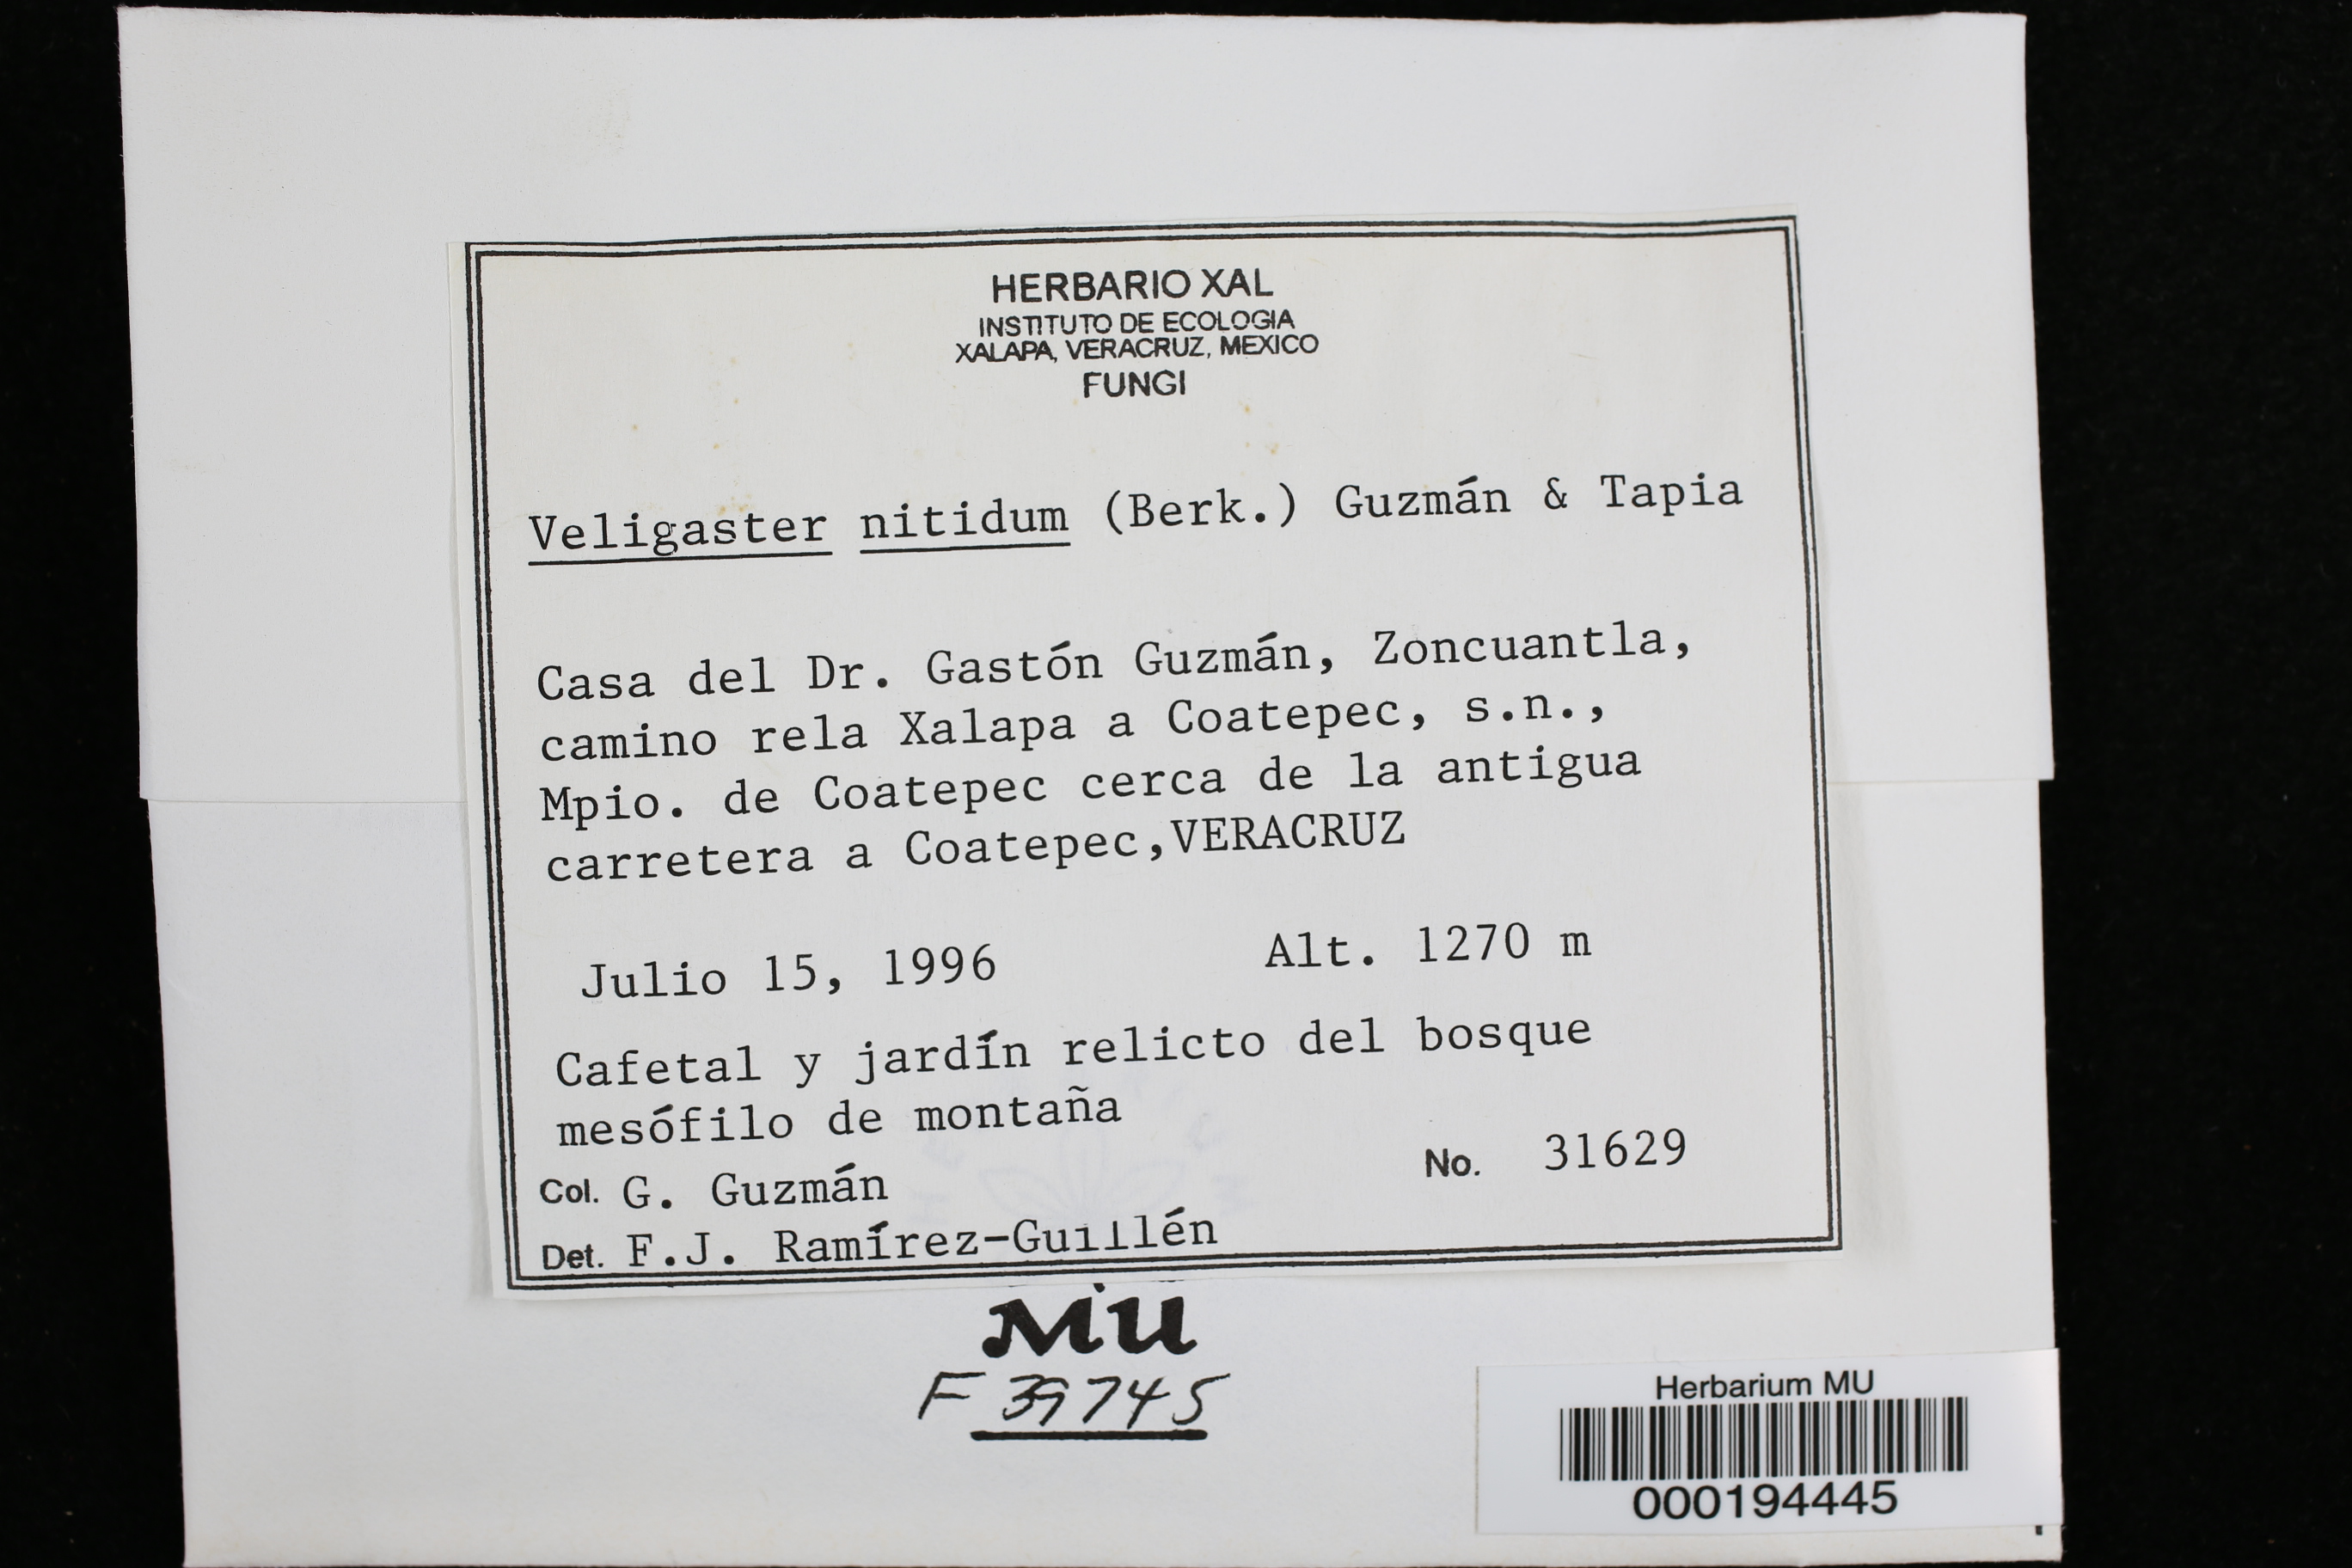 HERBARIO XAL
INSTITUTO DE ECOLOGIA
XALAPA, VERACRUZ, MEXICO
FUNGI
Veligaster nitidum (Berk.) Guzmán & Tapia
Casa del Dr. Gastón Guzmán, Zoncuantla,
camino rela Xalapa a Coatepec, s.n.,
Mpio. de Coatepec cerca de la antigua
carretera a Coatepec,VERACRUZ
Julio 15, 1996 Alt. 1270 m
Cafetal y jardín relicto del bosque
mesófilo de montaña
No. 31629
Col. G. Guzmán
Det. F.J. Ramírez-Guillén
MU
F 39745
Herbarium MU
000194445